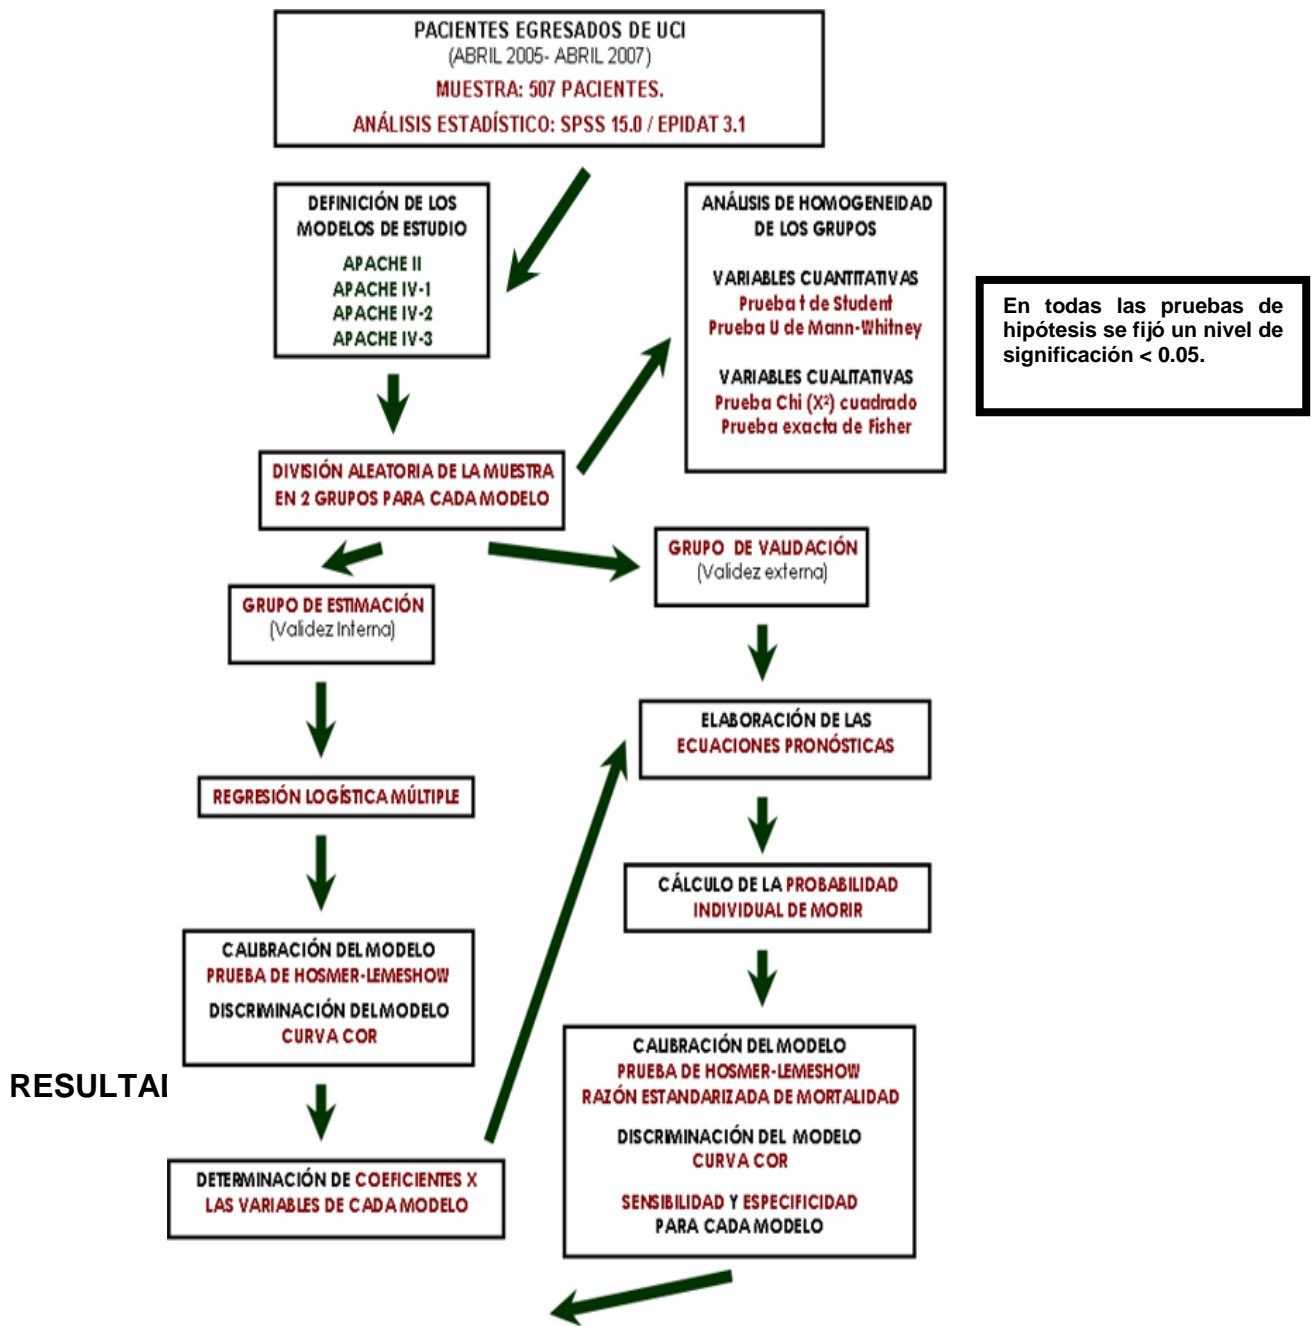 PACIENTES EGRESADOS DE UCI
(ABRIL 2005- ABRIL 2007)
MUESTRA: 507 PACIENTES.
ANÁLISIS ESTADÍSTICO: SPSS 15.0 / EPIDAT 3.1
DEFINICIÓN DE LOS
MODELOS DE ESTUDIO
APACHE II
APACHE IV-1
APACHE IV-2
APACHE IV-3
ANÁLISIS DE HOMOGENEIDAD
DE LOS GRUPOS
VARIABLES CUANTITATIVAS
Prueba t de Student
Prueba U de Mann-Whitney
VARIABLES CUALITATIVAS
Prueba Chi (X²) cuadrado
Prueba exacta de Fisher
En todas las pruebas de
hipótesis se fijó un nivel de
significación < 0.05.
DIVISIÓN ALEATORIA DE LA MUESTRA
EN 2 GRUPOS PARA CADA MODELO
GRUPO DE ESTIMACIÓN
(Validez Interna)
GRUPO DE VALIDACIÓN
(Validez externa)
REGRESIÓN LOGÍSTICA MÚLTIPLE
ELABORACIÓN DE LAS
ECUACIONES PRONÓSTICAS
CÁLCULO DE LA PROBABILIDAD
INDIVIDUAL DE MORIR
CALIBRACIÓN DEL MODELO
PRUEBA DE HOSMER-LEMESHOW
DISCRIMINACIÓN DEL MODELO
CURVA COR
CALIBRACIÓN DEL MODELO
PRUEBA DE HOSMER-LEMESHOW
RAZÓN ESTANDARIZADA DE MORTALIDAD
DISCRIMINACIÓN DEL MODELO
CURVA COR
SENSIBILIDAD Y ESPECIFICIDAD
PARA CADA MODELO
RESULTA
DETERMINACIÓN DE COEFICIENTES X
LAS VARIABLES DE CADA MODELO